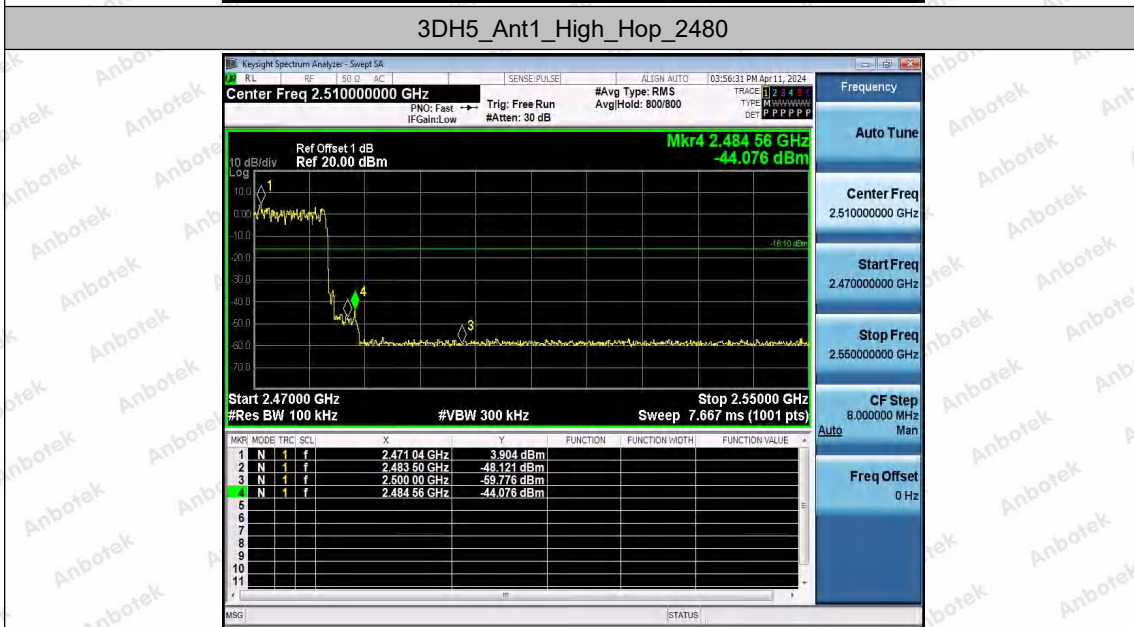 3DH5_Ant1_High_Hop_2480
Keysight Spectrum Analyzer - Swept SA
RL RF 50 Ω AC SENSE:PULSE ALIGN AUTO 03:56:31 PM Apr 11, 2024
Center Freq 2.510000000 GHz
PNO: Fast
IFGain:Low
Trig: Free Run
#Atten: 30 dB
#Avg Type: RMS
Avg|Hold: 800/800
TRACE 1 2 3 4 5 6
TYPE M WWWWW
DET P P P P P P
Frequency
Auto Tune
Center Freq
2.510000000 GHz
Start Freq
2.470000000 GHz
Stop Freq
2.550000000 GHz
CF Step
8.000000 MHz
Auto Man
Freq Offset
0 Hz
Mkr4 2.484 56 GHz
-44.076 dBm
Ref Offset 1 dB
10 dB/div Ref 20.00 dBm
Log
10.0
0.00
-10.0
-20.0
-30.0
-40.0
-50.0
-60.0
-70.0
1
4
3
-16.10 dBm
Start 2.47000 GHz Stop 2.55000 GHz
#Res BW 100 kHz #VBW 300 kHz Sweep 7.667 ms (1001 pts)
MKR MODE TRC SCL X Y FUNCTION FUNCTION WIDTH FUNCTION VALUE
1 N 1 f 2.471 04 GHz 3.904 dBm
2 N 1 f 2.483 50 GHz -48.121 dBm
3 N 1 f 2.500 00 GHz -59.776 dBm
4 N 1 f 2.484 56 GHz -44.076 dBm
5
6
7
8
9
10
11
MSG STATUS
Anbotek